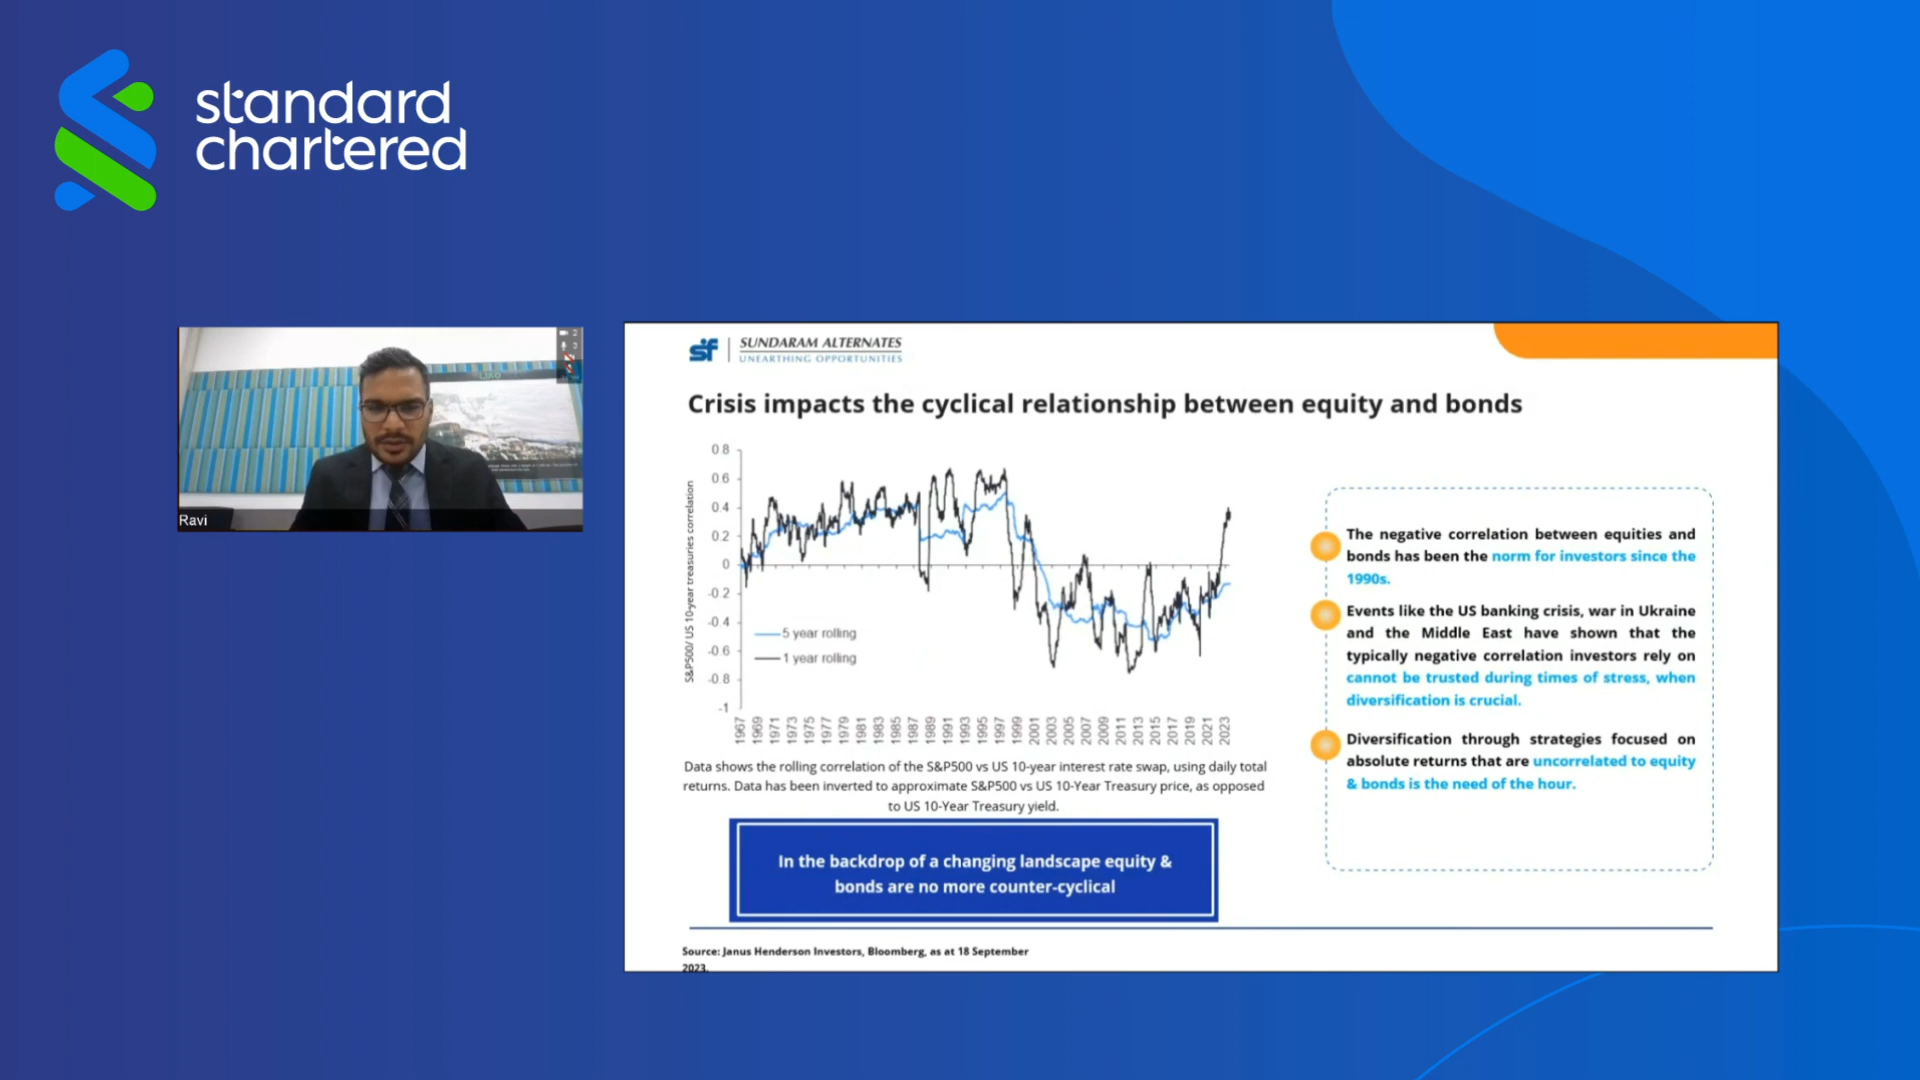 standard
chartered
Ravi
sf
SUNDARAM ALTERNATES
UNEARTHING OPPORTUNITIES
Crisis impacts the cyclical relationship between equity and bonds
S&P500/ US 10-year treasuries correlation
0.8
0.6
0.4
0.2
0
-0.2
-0.4
-0.6
-0.8
-1
5 year rolling
1 year rolling
1967 1969 1971 1973 1975 1977 1979 1981 1983 1985 1987 1989 1991 1993 1995 1997 1999 2001 2003 2005 2007 2009 2011 2013 2015 2017 2019 2021 2023
Data shows the rolling correlation of the S&P500 vs US 10-year interest rate swap, using daily total
returns. Data has been inverted to approximate S&P500 vs US 10-Year Treasury price, as opposed
to US 10-Year Treasury yield.
In the backdrop of a changing landscape equity &
bonds are no more counter-cyclical
The negative correlation between equities and
bonds has been the norm for investors since the
1990s.
Events like the US banking crisis, war in Ukraine
and the Middle East have shown that the
typically negative correlation investors rely on
cannot be trusted during times of stress, when
diversification is crucial.
Diversification through strategies focused on
absolute returns that are uncorrelated to equity
& bonds is the need of the hour.
Source: Janus Henderson Investors, Bloomberg, as at 18 September
2023.